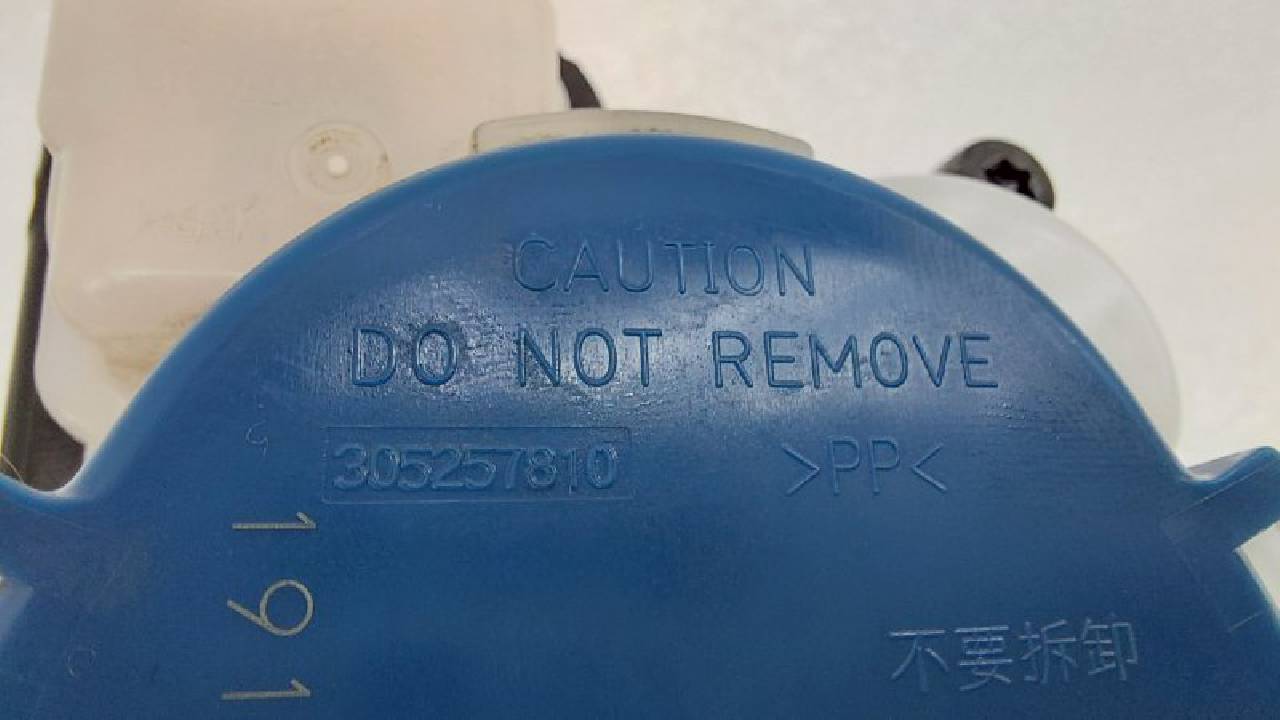 CAUTION
DO NOT REMOVE
305257810
>PP<
191
不要拆卸